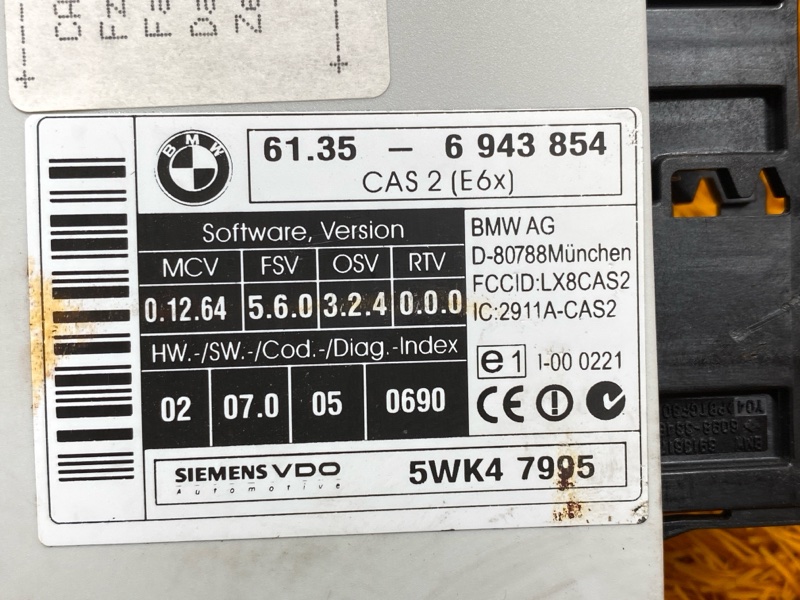 BMW
61.35 – 6 943 854
CAS 2 (E6x)
Software, Version
MCV FSV OSV RTV
0.12.64 5.6.0 3.2.4 0.0.0
HW.-/SW.-/Cod.-/Diag.-Index
02 07.0 05 0690
BMW AG
D-80788München
FCCID:LX8CAS2
IC:2911A-CAS2
e1 I-00 0221
CE
SIEMENS VDO
Automotive
5WK4 7995